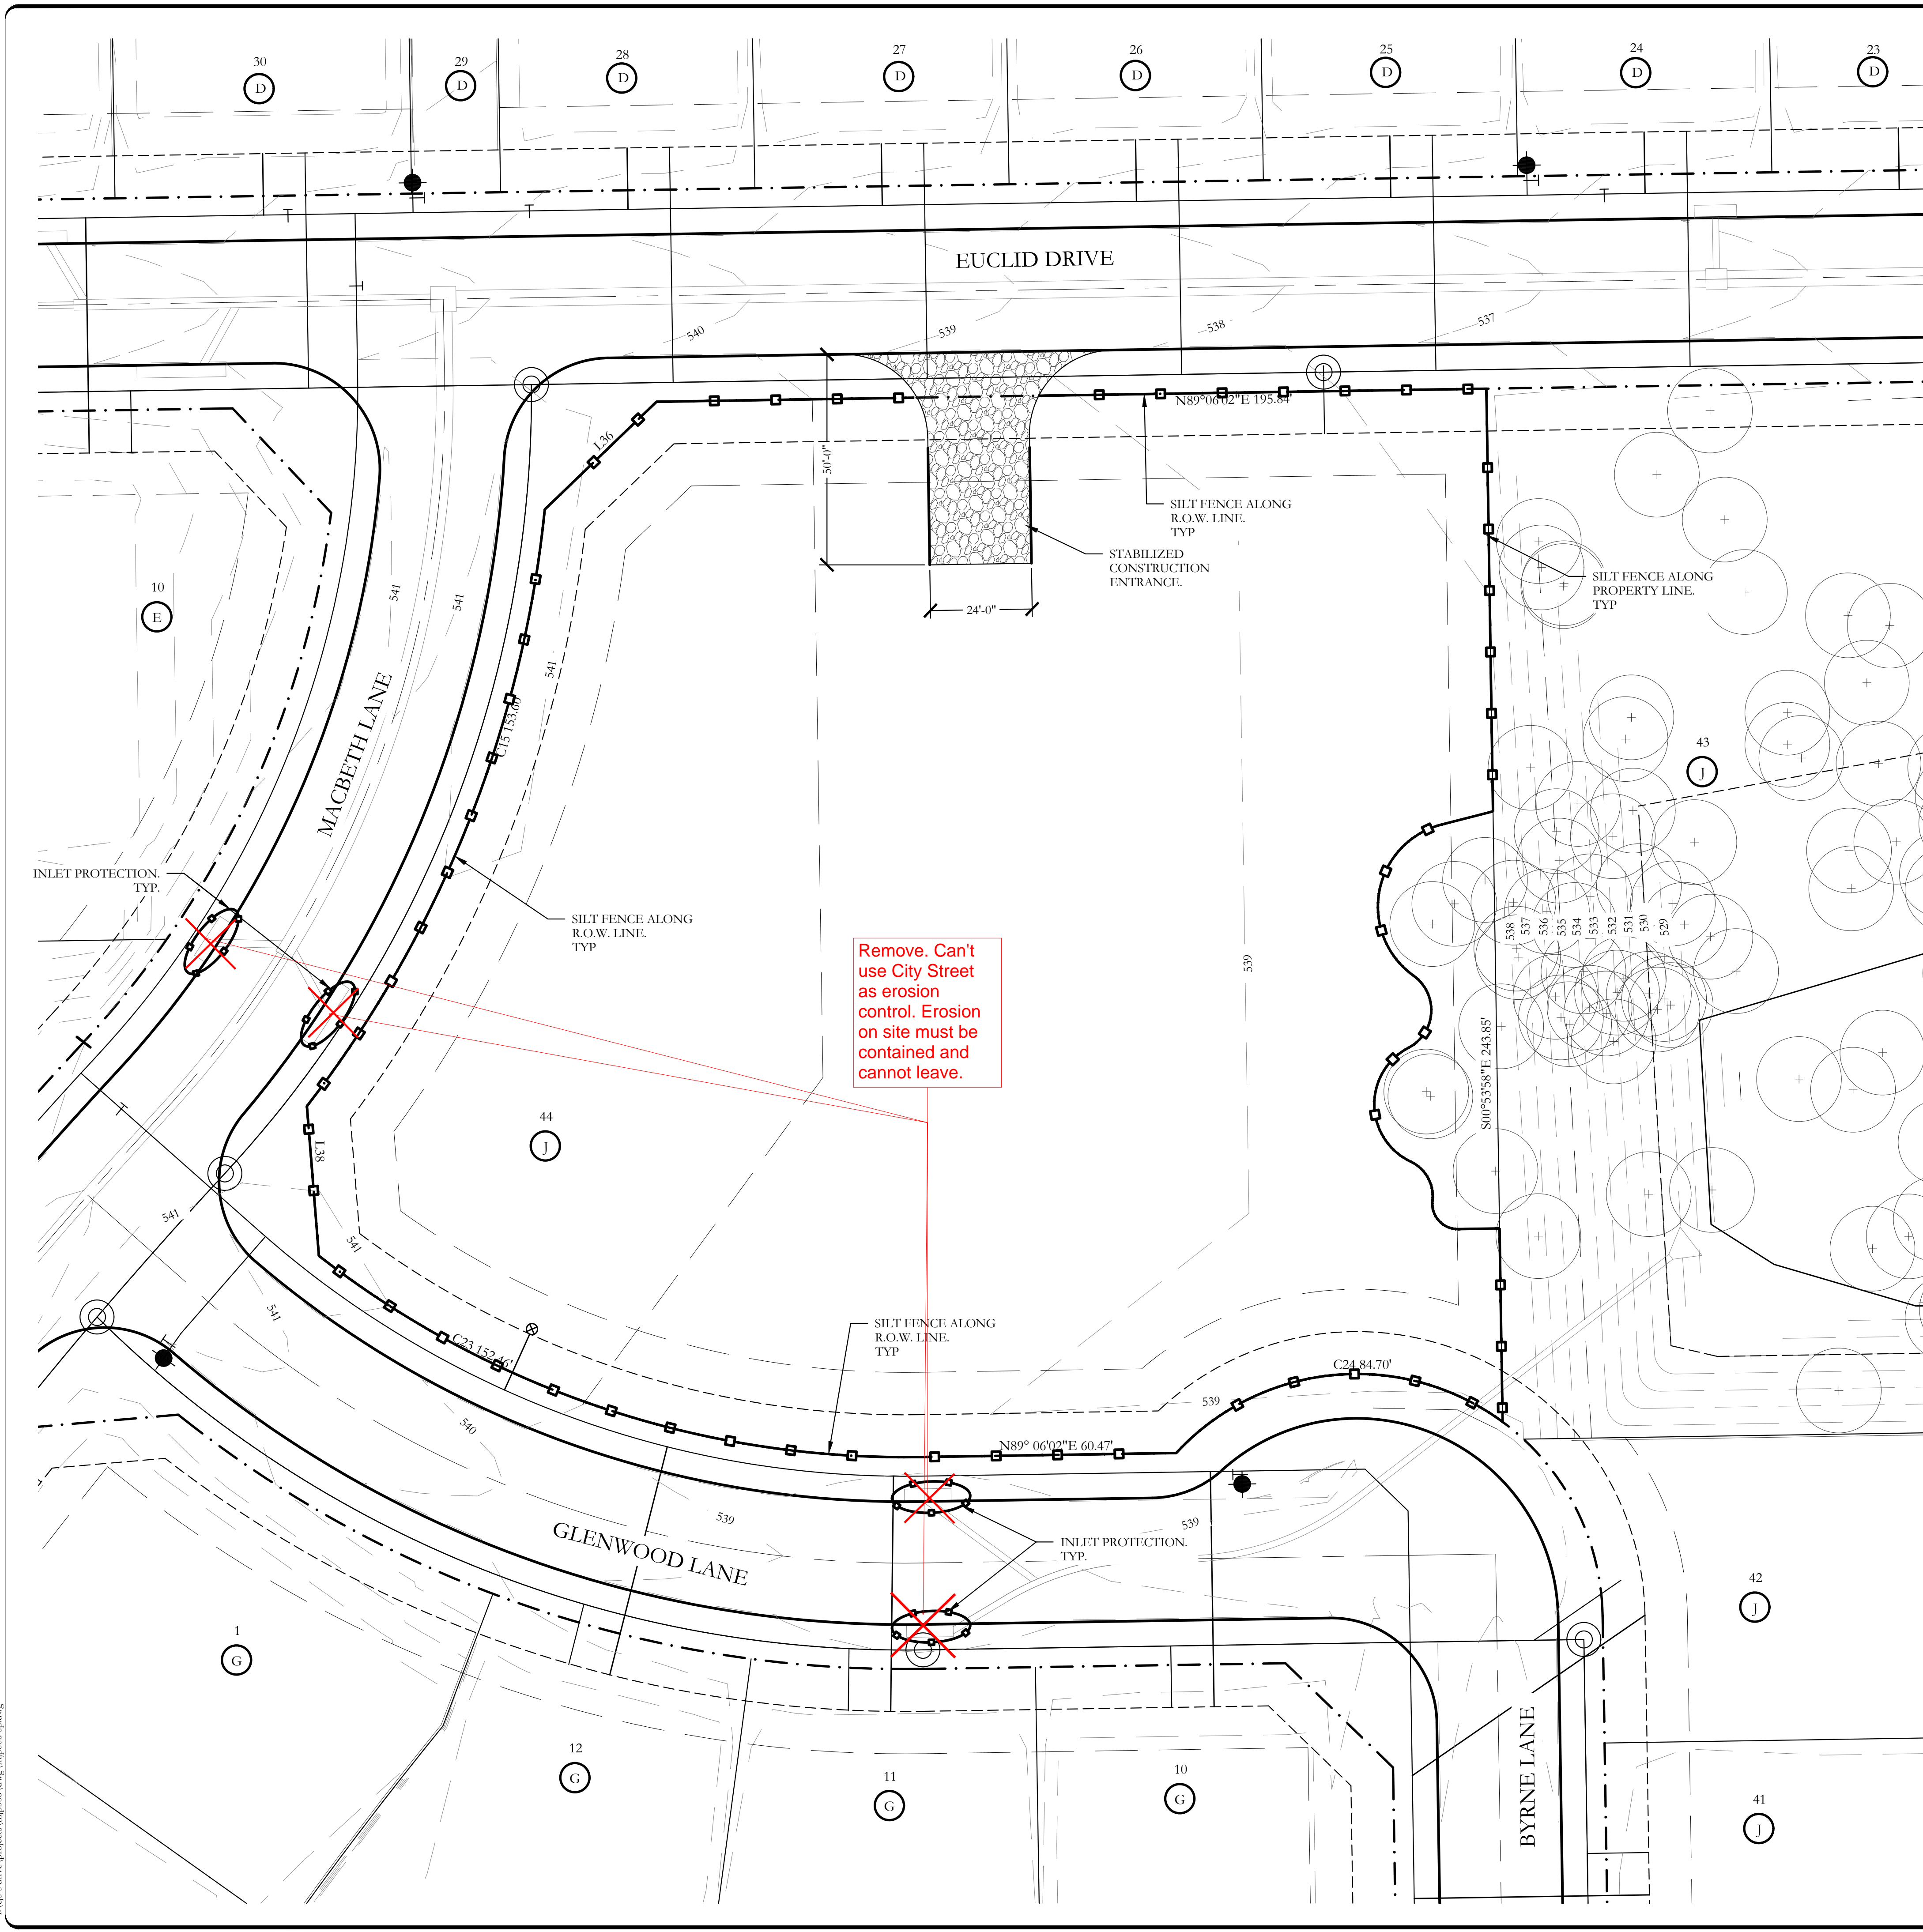 30
D
29
D
28
D
27
D
26
D
25
D
24
D
23
D
EUCLID DRIVE
540
539
538
537
N89°06'02"E 195.84'
L36
50'-0"
SILT FENCE ALONG
R.O.W. LINE.
TYP
STABILIZED
CONSTRUCTION
ENTRANCE.
24'-0"
SILT FENCE ALONG
PROPERTY LINE.
TYP
10
E
541
541
541
MACBETH LANE
C15 153.60'
43
J
INLET PROTECTION.
TYP.
SILT FENCE ALONG
R.O.W. LINE.
TYP
Remove. Can't
use City Street
as erosion
control. Erosion
on site must be
contained and
cannot leave.
539
538
537
536
535
534
533
532
531
530
529
S00°53'58"E 243.85'
44
J
L38
541
541
541
SILT FENCE ALONG
R.O.W. LINE.
TYP
C23 152.46'
C24 84.70'
539
540
N89° 06'02"E 60.47'
539
539
GLENWOOD LANE
INLET PROTECTION.
TYP.
42
J
1
G
12
G
11
G
10
G
BYRNE LANE
41
J